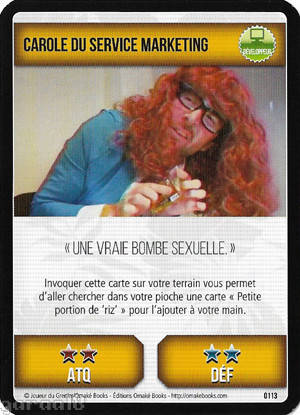 CAROLE DU SERVICE MARKETING
DÉVELOPPEUR
« UNE VRAIE BOMBE SEXUELLE. »
Invoquer cette carte sur votre terrain vous permet
d'aller chercher dans votre pioche une carte « Petite
portion de 'riz' » pour l'ajouter à votre main.
ATQ
DÉF
© Joueur du Grenier/Omaké Books - Éditions Omaké Books - http://omakebooks.com
0113